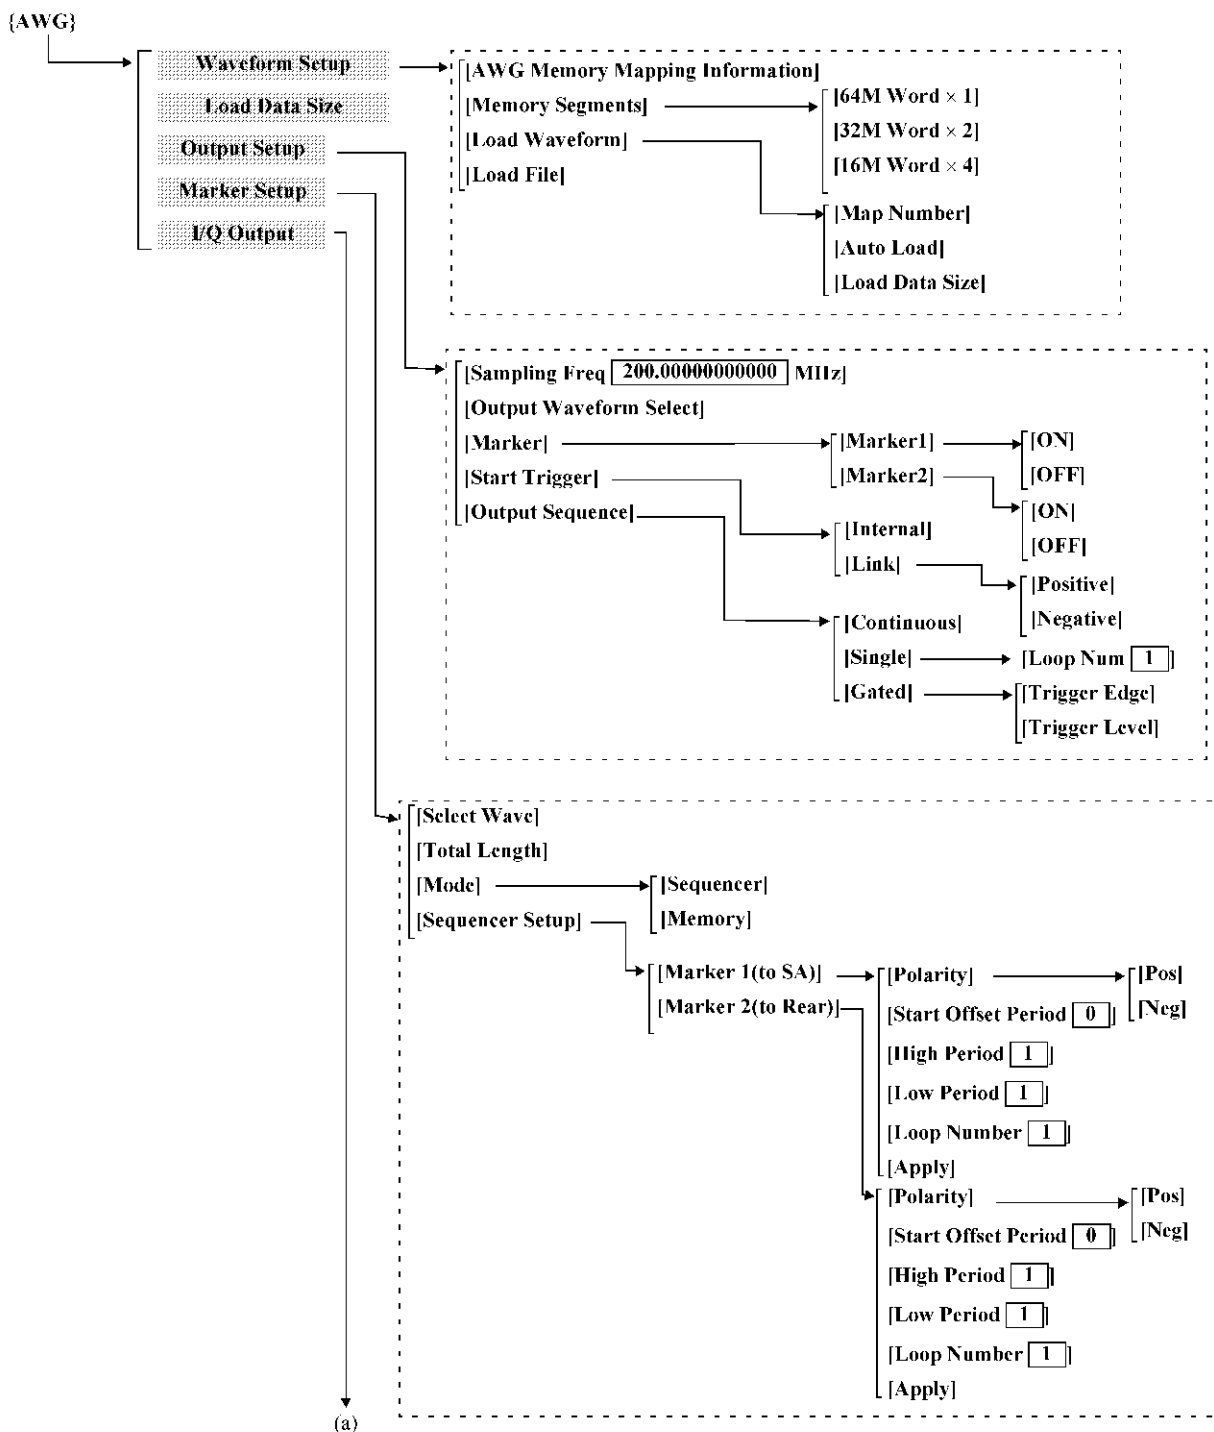 {AWG}
Waveform Setup
Load Data Size
Output Setup
Marker Setup
I/Q Output
[AWG Memory Mapping Information]
[Memory Segments]
[Load Waveform]
[Load File]
[64M Word × 1]
[32M Word × 2]
[16M Word × 4]
[Map Number]
[Auto Load]
[Load Data Size]
[Sampling Freq 200.00000000000 MHz]
[Output Waveform Select]
[Marker]
[Start Trigger]
[Output Sequence]
[Marker1]
[Marker2]
[ON]
[OFF]
[ON]
[OFF]
[Internal]
[Link]
[Positive]
[Negative]
[Continuous]
[Single]
[Gated]
[Loop Num 1]
[Trigger Edge]
[Trigger Level]
[Select Wave]
[Total Length]
[Mode]
[Sequencer Setup]
[Sequencer]
[Memory]
[Marker 1(to SA)]
[Marker 2(to Rear)]
[Polarity]
[Start Offset Period 0]
[High Period 1]
[Low Period 1]
[Loop Number 1]
[Apply]
[Pos]
[Neg]
[Polarity]
[Start Offset Period 0]
[High Period 1]
[Low Period 1]
[Loop Number 1]
[Apply]
[Pos]
[Neg]
(a)